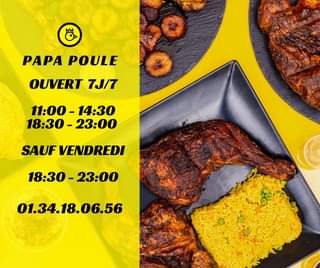 PAPA POULE
OUVERT 7J/7
11:00 - 14:30
18:30 - 23:00
SAUF VENDREDI
18:30 - 23:00
01.34.18.06.56